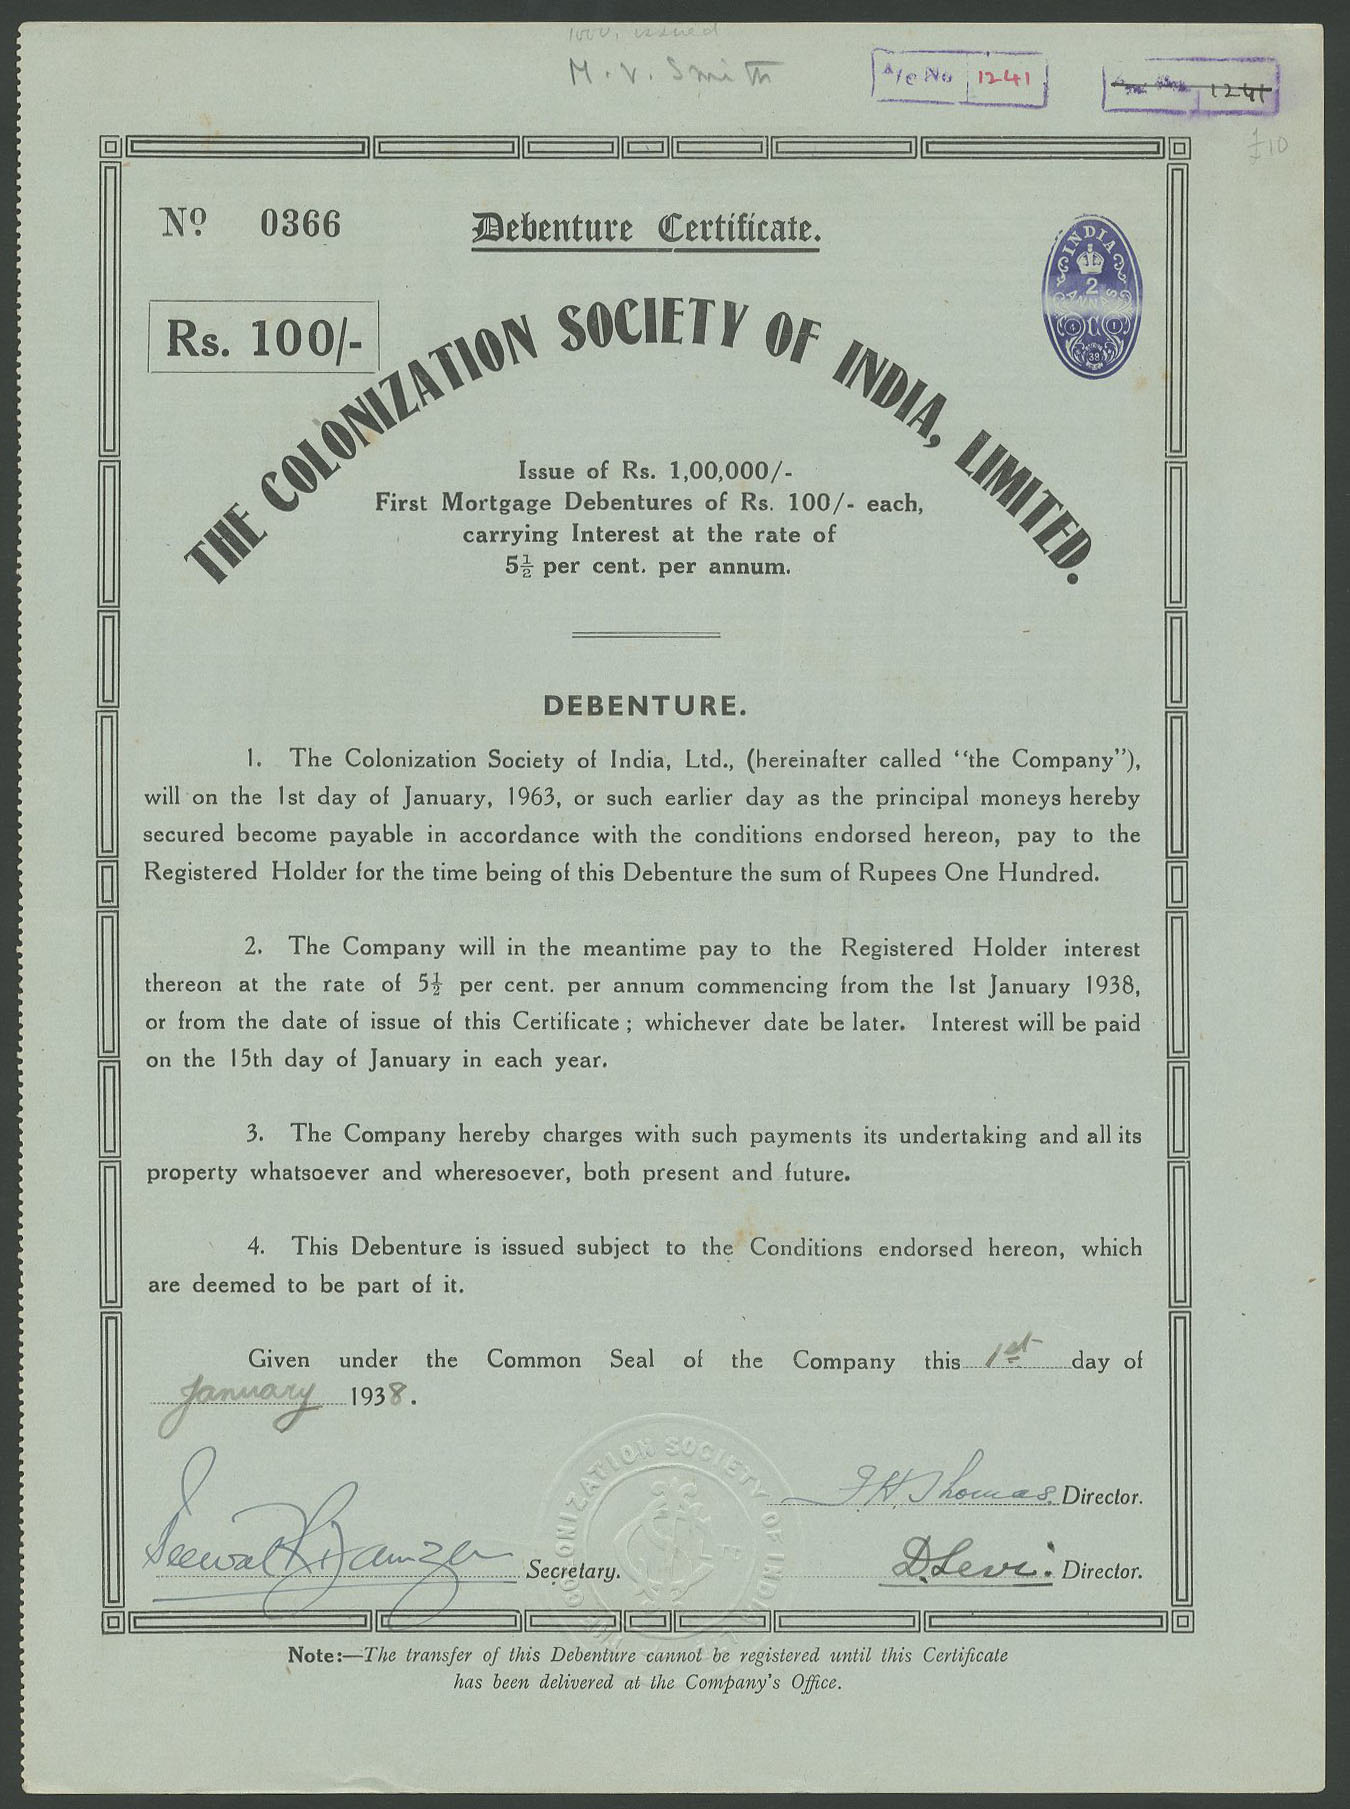 1000, issued
M. V. Smith
A/c No 1241
1241
£10
No. 0366
Debenture Certificate.
INDIA
2
ANNAS
C
38
Rs. 100/-
THE COLONIZATION SOCIETY OF INDIA, LIMITED.
Issue of Rs. 1,00,000/-
First Mortgage Debentures of Rs. 100/- each,
carrying Interest at the rate of
5½ per cent. per annum.
DEBENTURE.
1. The Colonization Society of India, Ltd., (hereinafter called "the Company"),
will on the 1st day of January, 1963, or such earlier day as the principal moneys hereby
secured become payable in accordance with the conditions endorsed hereon, pay to the
Registered Holder for the time being of this Debenture the sum of Rupees One Hundred.
2. The Company will in the meantime pay to the Registered Holder interest
thereon at the rate of 5½ per cent. per annum commencing from the 1st January 1938,
or from the date of issue of this Certificate ; whichever date be later. Interest will be paid
on the 15th day of January in each year.
3. The Company hereby charges with such payments its undertaking and all its
property whatsoever and wheresoever, both present and future.
4. This Debenture is issued subject to the Conditions endorsed hereon, which
are deemed to be part of it.
Given under the Common Seal of the Company this 1st day of
January 1938.
THE COLONIZATION SOCIETY OF INDIA
F H Thomas. Director.
Secretary.
D. Levi. Director.
Note:—The transfer of this Debenture cannot be registered until this Certificate
has been delivered at the Company's Office.